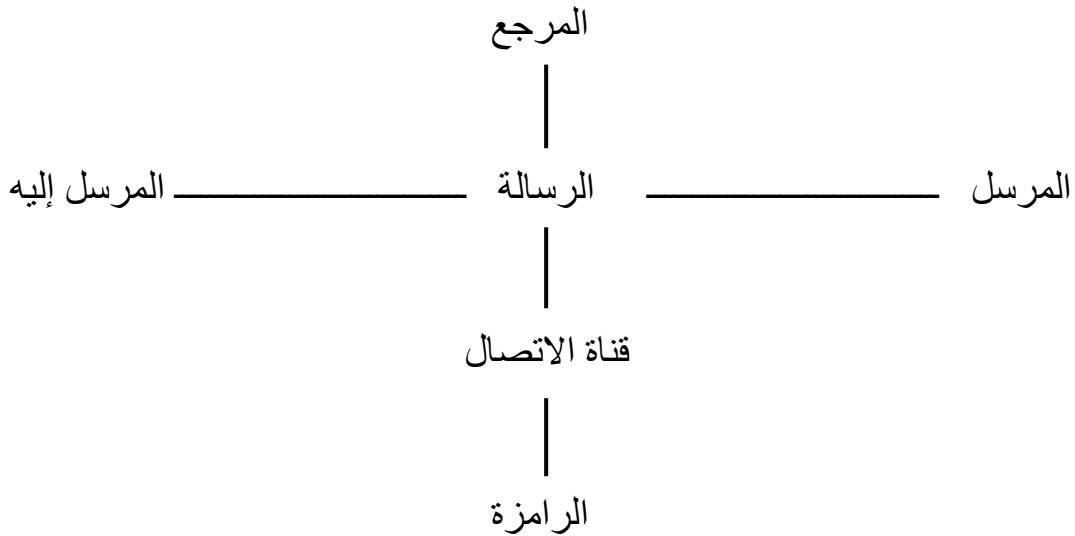 المرجع
المرسل الرسالة المرسل إليه
قناة الاتصال
الرامزة